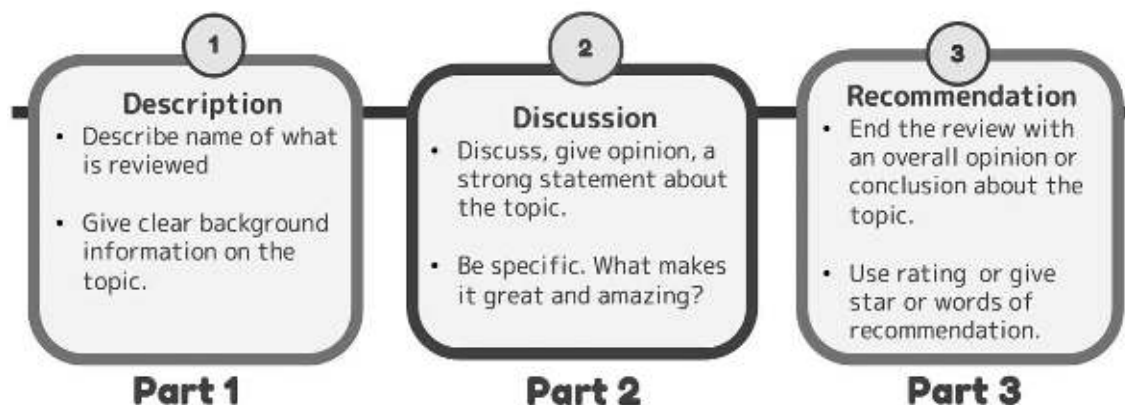 1
Description
• Describe name of what
is reviewed
• Give clear background
information on the
topic.
Part 1
2
Discussion
• Discuss, give opinion, a
strong statement about
the topic.
• Be specific. What makes
it great and amazing?
Part 2
3
Recommendation
• End the review with
an overall opinion or
conclusion about the
topic.
• Use rating or give
star or words of
recommendation.
Part 3